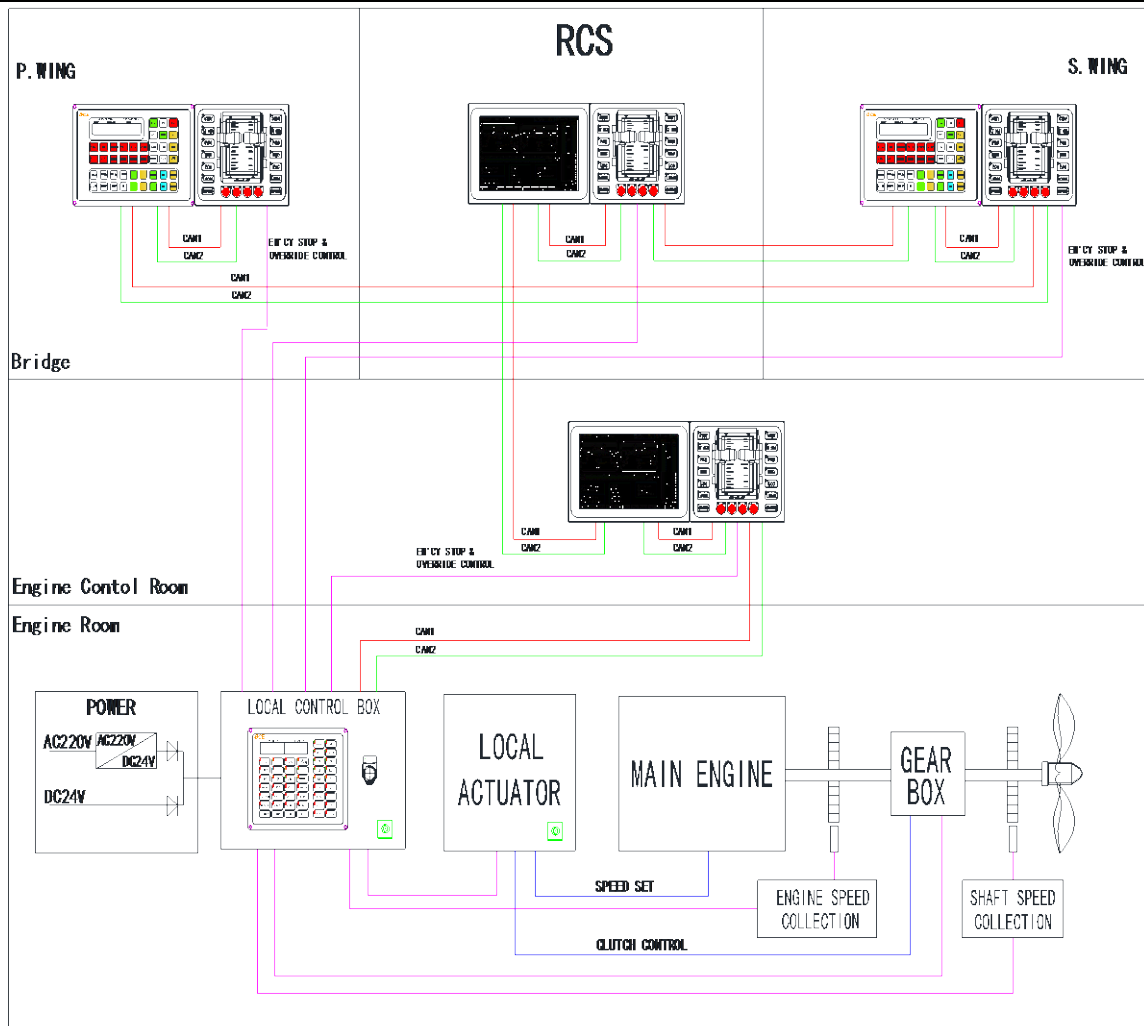 RCS
P.WING
S.WING
CAN1
CAN2
EM'CY STOP &
OVERRIDE CONTROL
CAN1
CAN2
CAN1
CAN2
CAN1
CAN2
EM'CY STOP &
OVERRIDE CONTROL
Bridge
CAN1
CAN2
CAN1
CAN2
EM'CY STOP &
OVERRIDE CONTROL
Engine Contol Room
Engine Room
CAN1
CAN2
POWER
AC220V
AC220V
DC24V
DC24V
LOCAL CONTROL BOX
LOCAL
ACTUATOR
MAIN ENGINE
GEAR
BOX
SPEED SET
ENGINE SPEED
COLLECTION
SHAFT SPEED
COLLECTION
CLUTCH CONTROL